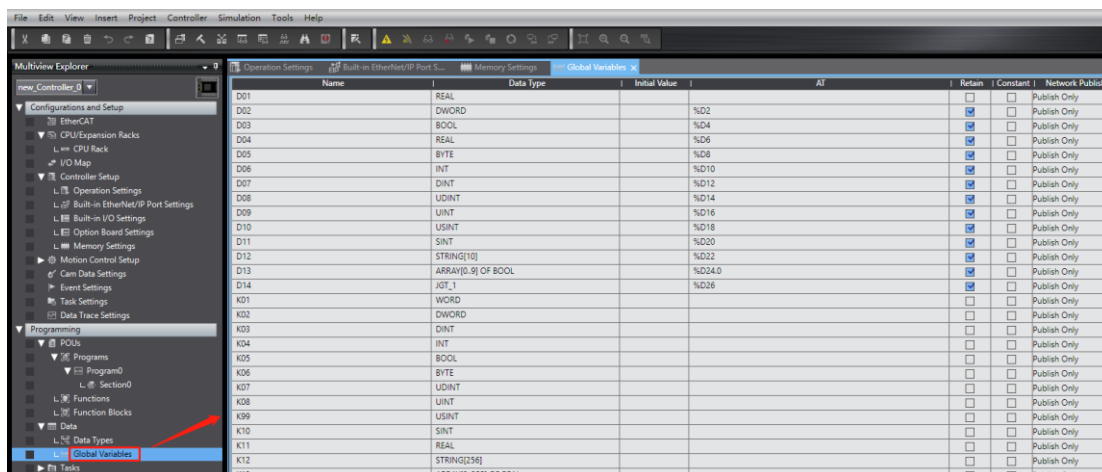 File Edit View Insert Project Controller Simulation Tools Help
Multiview Explorer
new_Controller_0
Configurations and Setup
EtherCAT
CPU/Expansion Racks
CPU Rack
I/O Map
Controller Setup
Operation Settings
Built-in EtherNet/IP Port Settings
Built-in I/O Settings
Option Board Settings
Memory Settings
Motion Control Setup
Cam Data Settings
Event Settings
Task Settings
Data Trace Settings
Programming
POUs
Programs
Program0
Section0
Functions
Function Blocks
Data
Data Types
Global Variables
Tasks
Operation Settings Built-in EtherNet/IP Port S... Memory Settings Global Variables x
Name Data Type Initial Value AT Retain Constant Network Publish
D01 REAL Publish Only
D02 DWORD %D2 Publish Only
D03 BOOL %D4 Publish Only
D04 REAL %D6 Publish Only
D05 BYTE %D8 Publish Only
D06 INT %D10 Publish Only
D07 DINT %D12 Publish Only
D08 UDINT %D14 Publish Only
D09 UINT %D16 Publish Only
D10 USINT %D18 Publish Only
D11 SINT %D20 Publish Only
D12 STRING[10] %D22 Publish Only
D13 ARRAY[0..9] OF BOOL %D24.0 Publish Only
D14 JGT_1 %D26 Publish Only
K01 WORD Publish Only
K02 DWORD Publish Only
K03 DINT Publish Only
K04 INT Publish Only
K05 BOOL Publish Only
K06 BYTE Publish Only
K07 UDINT Publish Only
K08 UINT Publish Only
K99 USINT Publish Only
K10 SINT Publish Only
K11 REAL Publish Only
K12 STRING[256] Publish Only